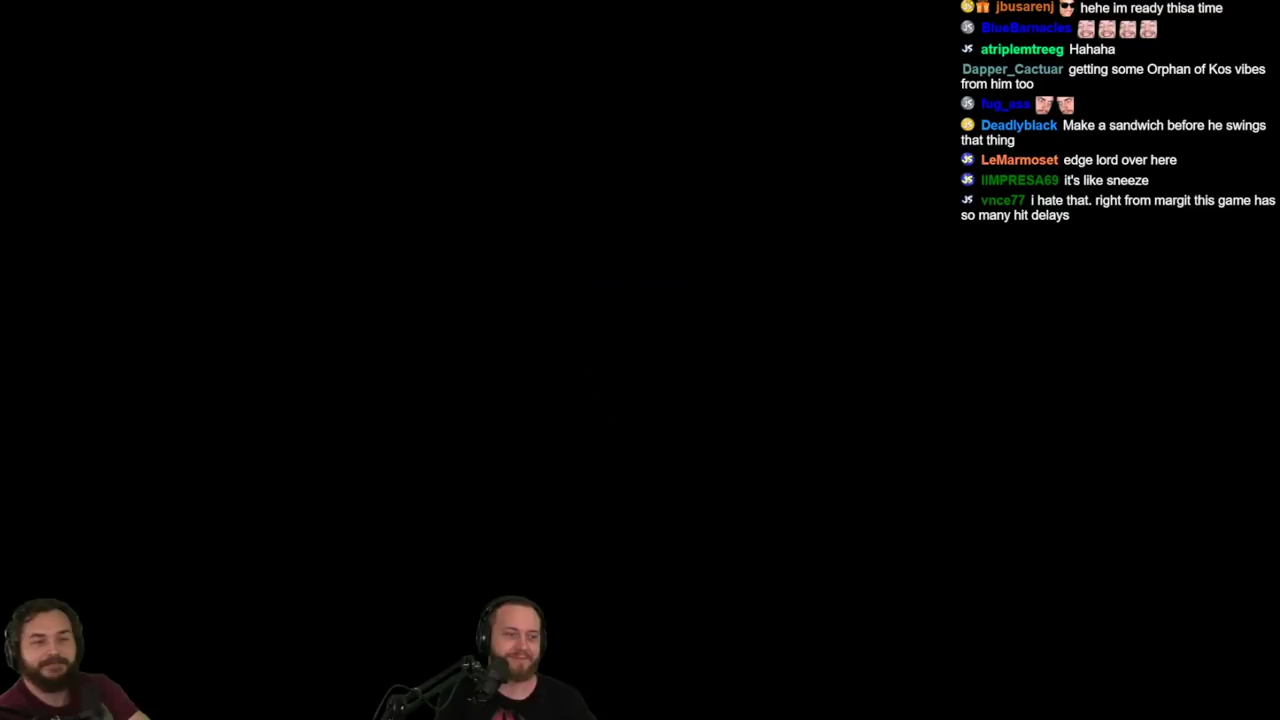 jbusarenj hehe im ready thisa time
BlueBarnacles
atriplemtreeg Hahaha
Dapper_Cactuar getting some Orphan of Kos vibes
from him too
fug_ass
Deadlyblack Make a sandwich before he swings
that thing
LeMarmoset edge lord over here
IIMPRESA69 it's like sneeze
vnce77 i hate that. right from margit this game has
so many hit delays